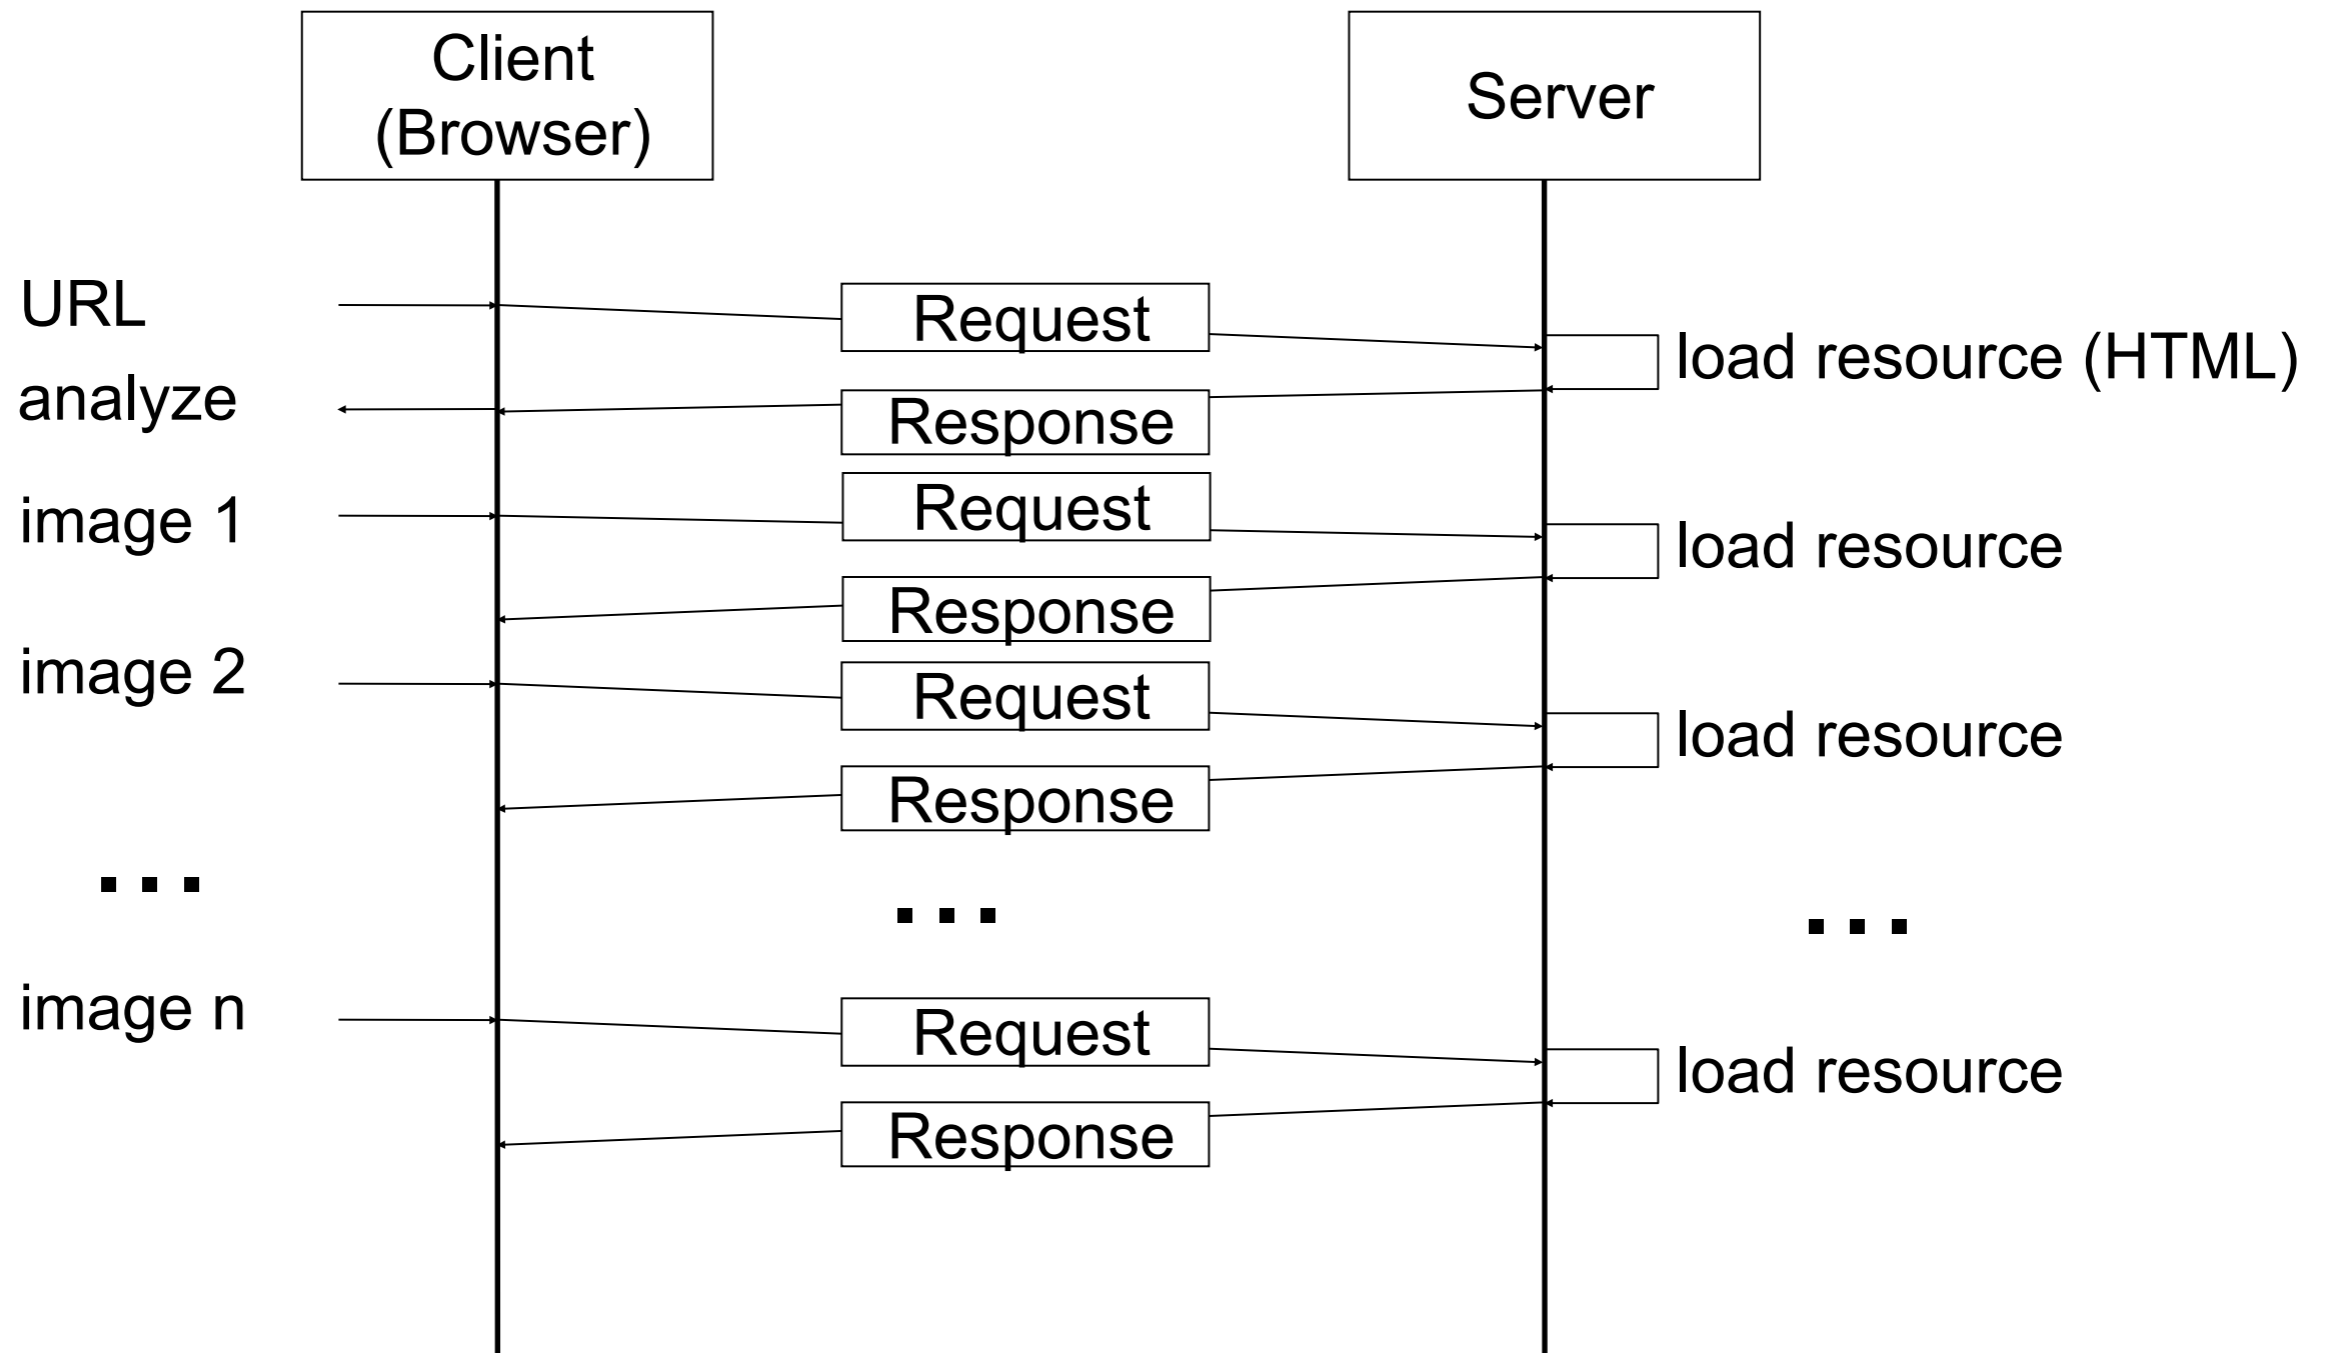 Client
(Browser)
Server
URL
Request
load resource (HTML)
analyze
Response
image 1
Request
load resource
Response
image 2
Request
load resource
Response
...
...
...
image n
Request
load resource
Response